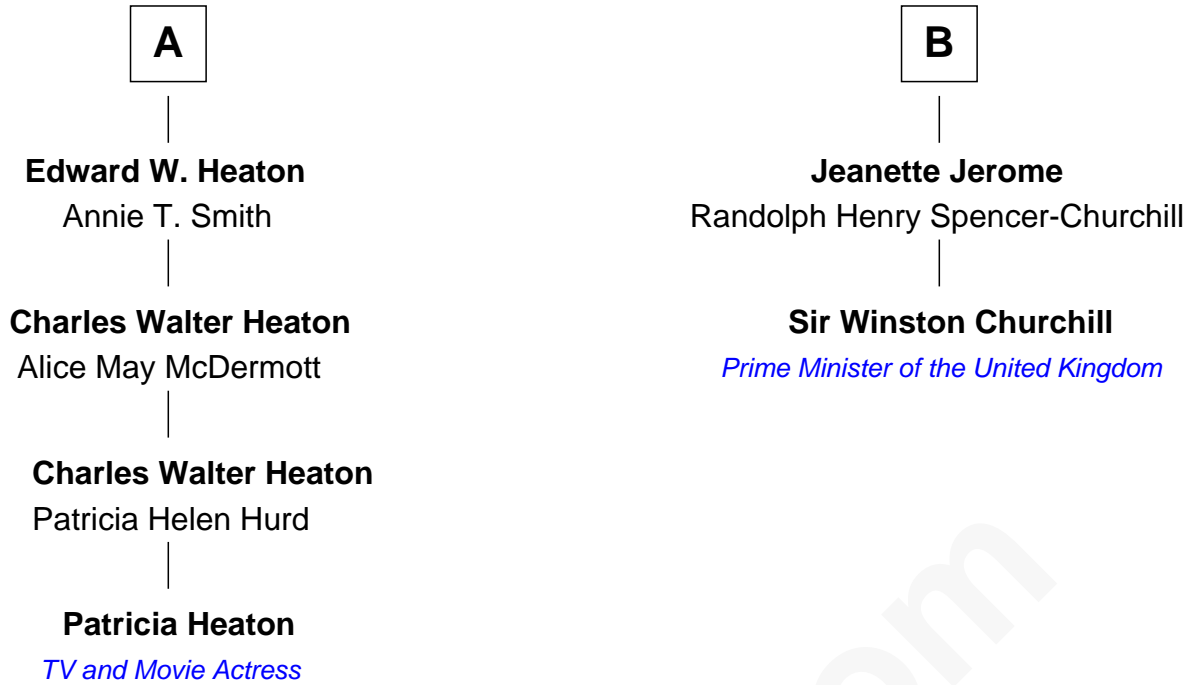 A
Edward W. Heaton
Annie T. Smith
Charles Walter Heaton
Alice May McDermott
Charles Walter Heaton
Patricia Helen Hurd
Patricia Heaton
TV and Movie Actress
B
Jeanette Jerome
Randolph Henry Spencer-Churchill
Sir Winston Churchill
Prime Minister of the United Kingdom
om